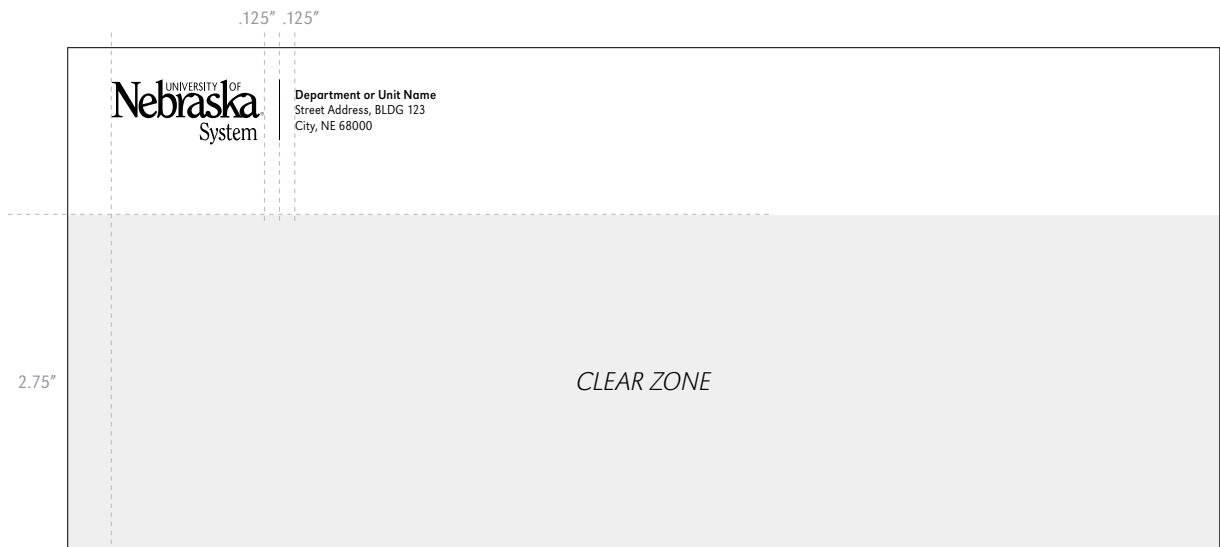 .125” .125”
UNIVERSITY OF
Nebraska
System
Department or Unit Name
Street Address, BLDG 123
City, NE 68000
2.75”
CLEAR ZONE